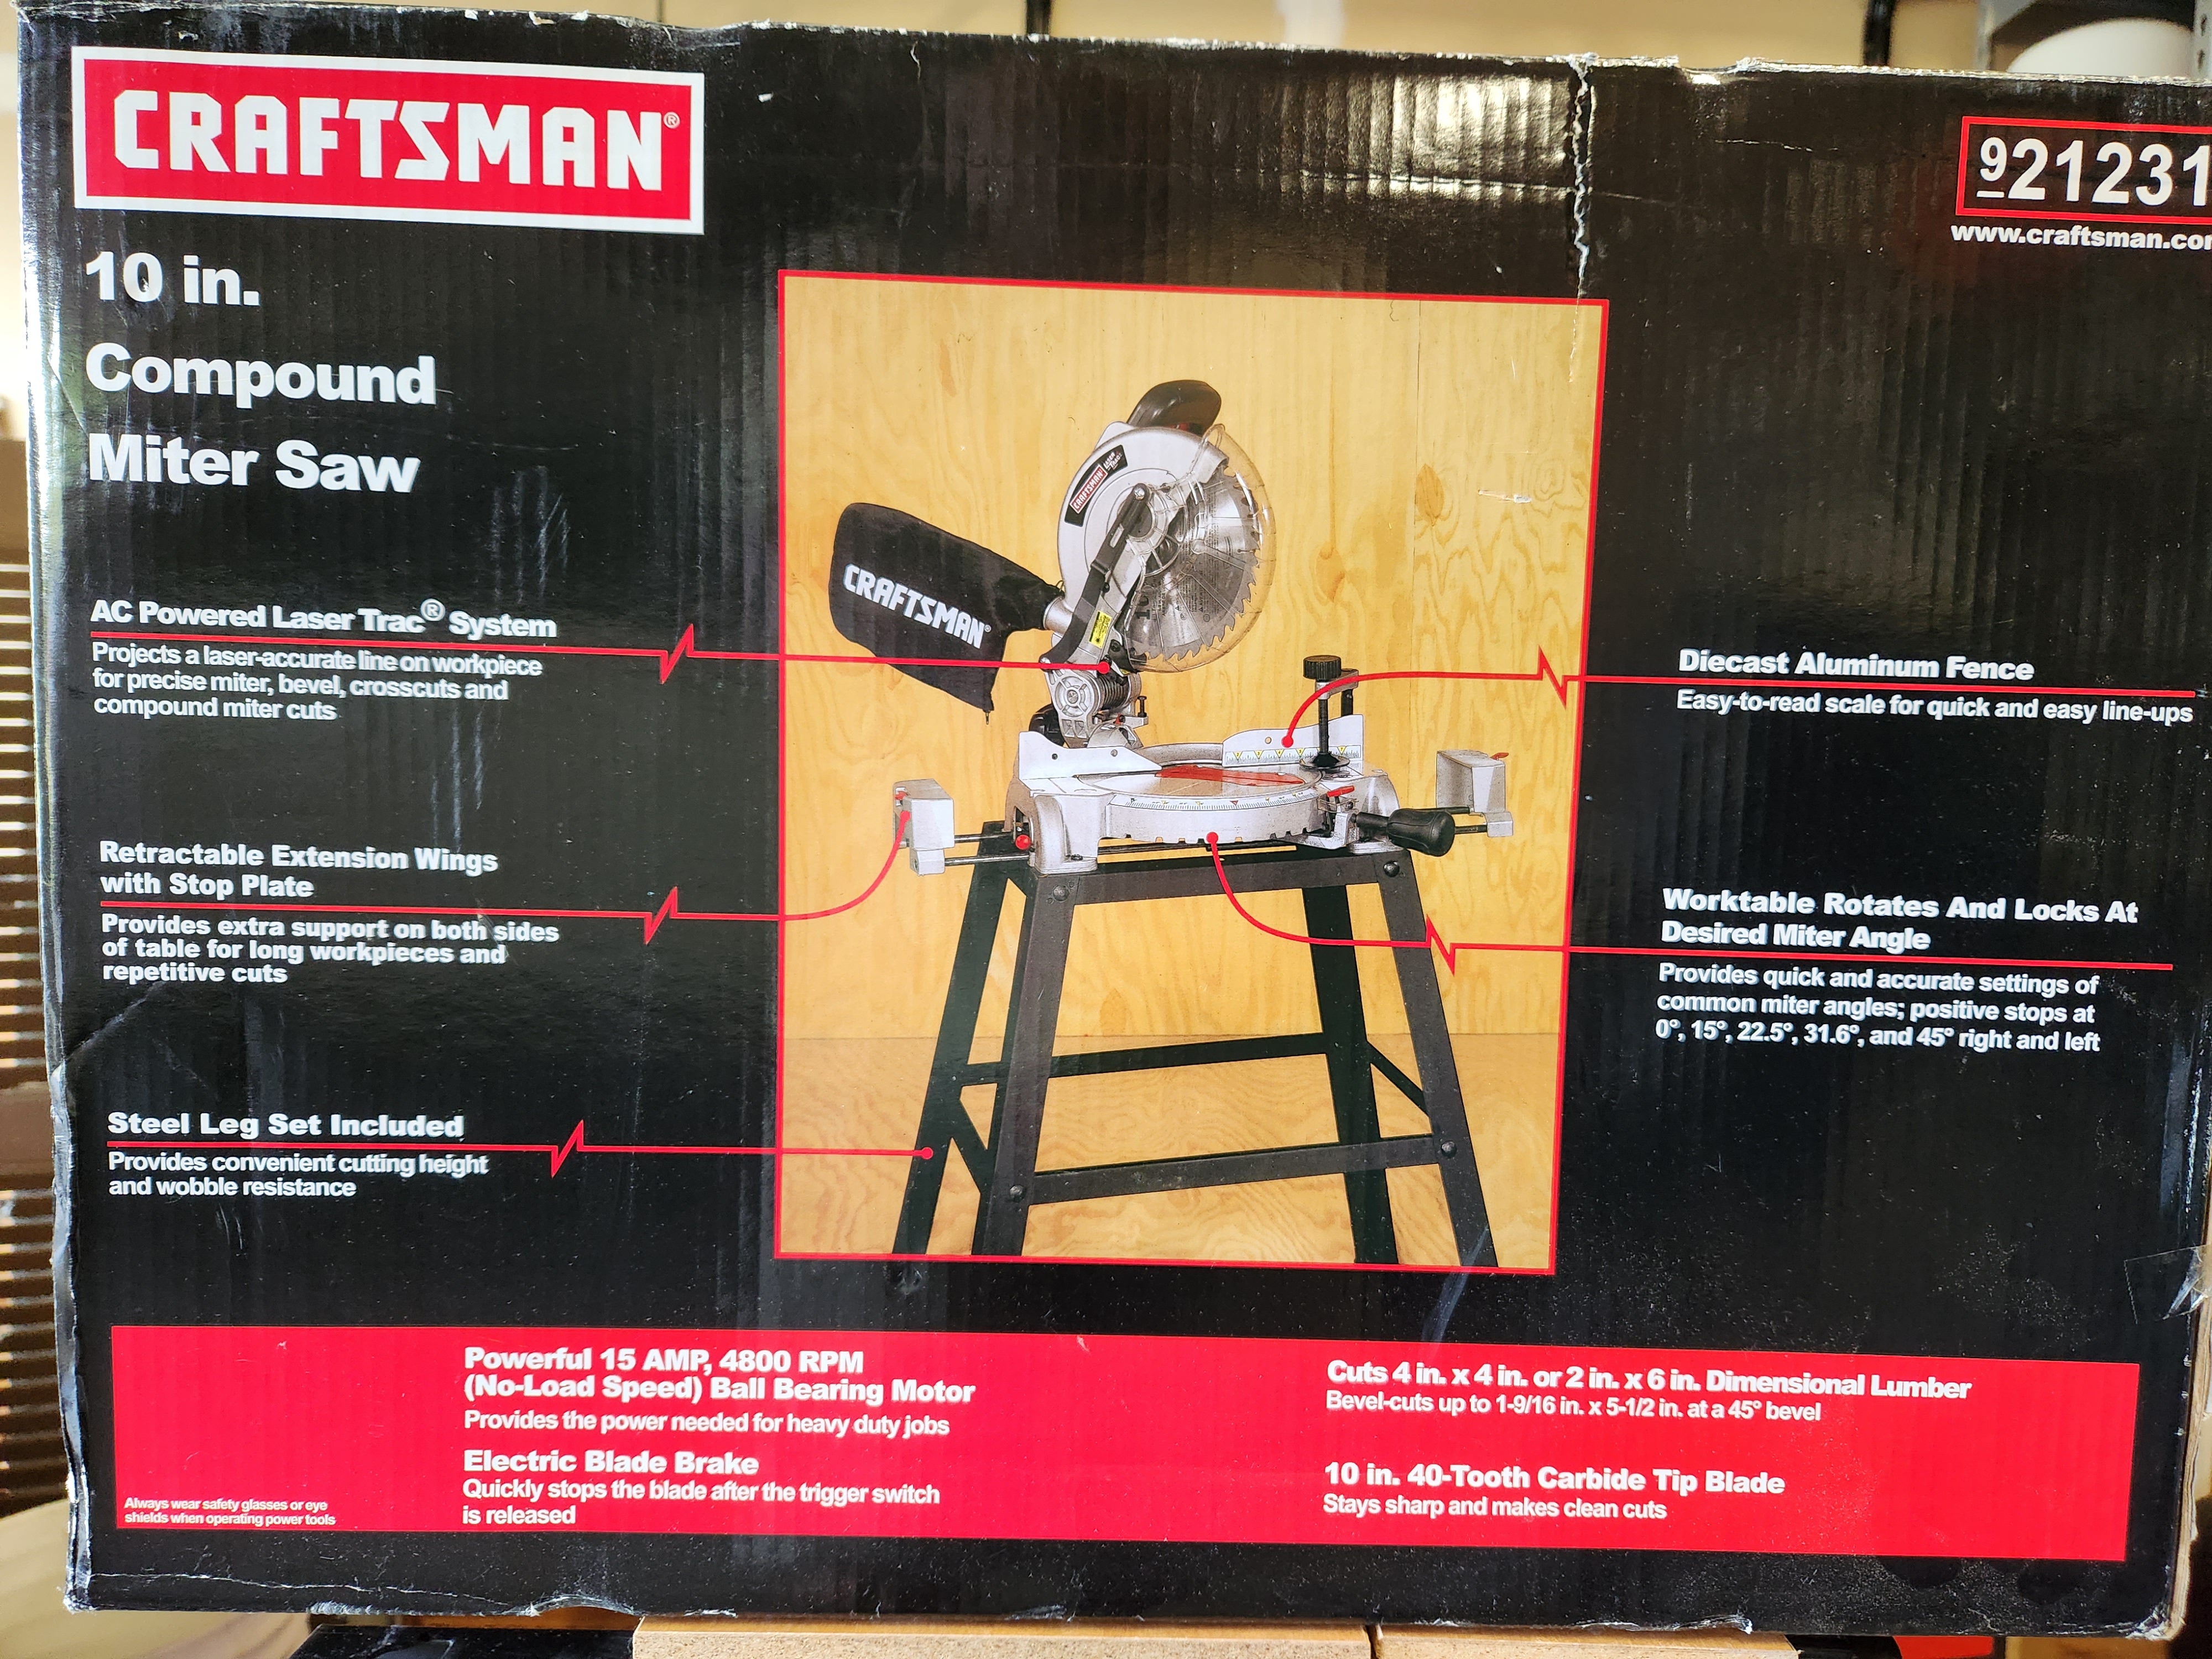 CRAFTSMAN®
921231
www.craftsman.co
10 in.
Compound
Miter Saw
AC Powered Laser Trac® System
Projects a laser-accurate line on workpiece
for precise miter, bevel, crosscuts and
compound miter cuts
Retractable Extension Wings
with Stop Plate
Provides extra support on both sides
of table for long workpieces and
repetitive cuts
Steel Leg Set Included
Provides convenient cutting height
and wobble resistance
CRAFTSMAN
LASER TRAC
CRAFTSMAN®
Diecast Aluminum Fence
Easy-to-read scale for quick and easy line-ups
Worktable Rotates And Locks At
Desired Miter Angle
Provides quick and accurate settings of
common miter angles; positive stops at
0°, 15°, 22.5°, 31.6°, and 45° right and left
Always wear safety glasses or eye
shields when operating power tools
Powerful 15 AMP, 4800 RPM
(No-Load Speed) Ball Bearing Motor
Provides the power needed for heavy duty jobs
Electric Blade Brake
Quickly stops the blade after the trigger switch
is released
Cuts 4 in. x 4 in. or 2 in. x 6 in. Dimensional Lumber
Bevel-cuts up to 1-9/16 in. x 5-1/2 in. at a 45° bevel
10 in. 40-Tooth Carbide Tip Blade
Stays sharp and makes clean cuts